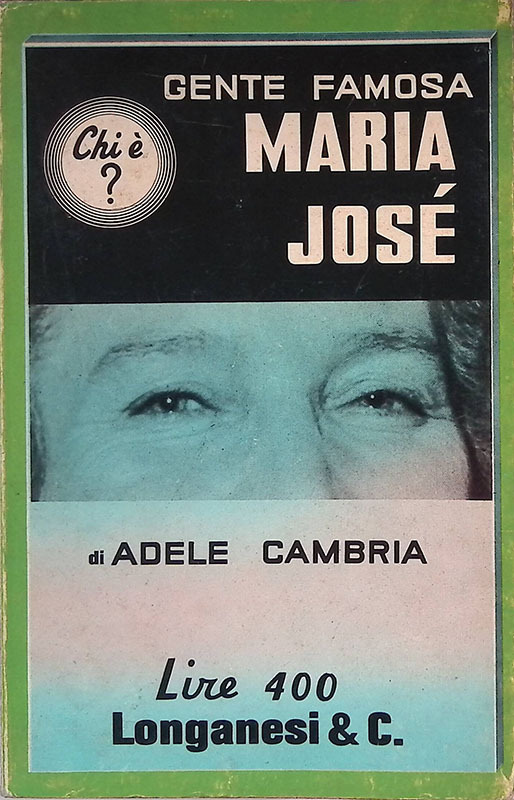 GENTE FAMOSA
Chi è
?
MARIA
JOSÉ
di ADELE CAMBRIA
Lire 400
Longanesi & C.